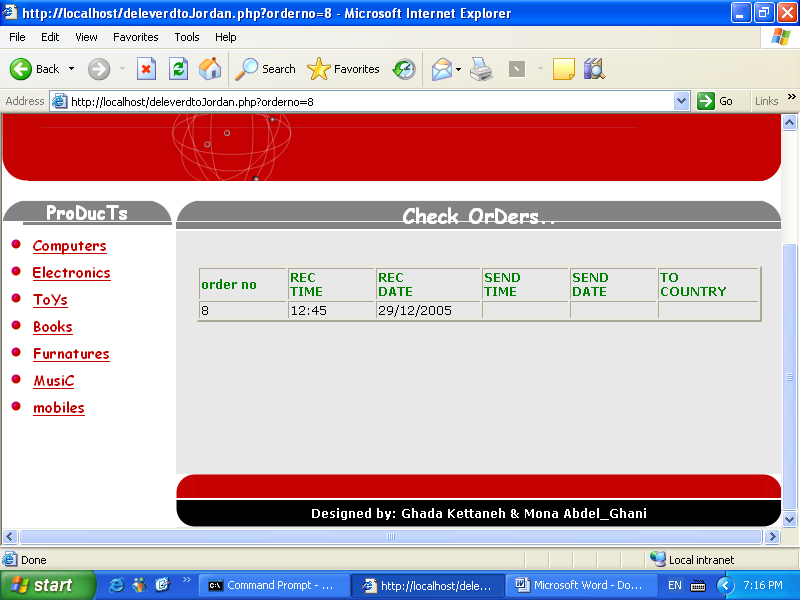 http://localhost/deleverdtoJordan.php?orderno=8 - Microsoft Internet Explorer
File Edit View Favorites Tools Help
Back Search Favorites
Address http://localhost/deleverdtoJordan.php?orderno=8 Go Links »
ProDucTs
Check OrDers..
Computers
Electronics
ToYs
Books
Furnatures
MusiC
mobiles
order no REC TIME REC DATE SEND TIME SEND DATE TO COUNTRY
8 12:45 29/12/2005
Designed by: Ghada Kettaneh & Mona Abdel_Ghani
Done Local intranet
start » Command Prompt - ... http://localhost/dele... Microsoft Word - Do... EN 7:16 PM